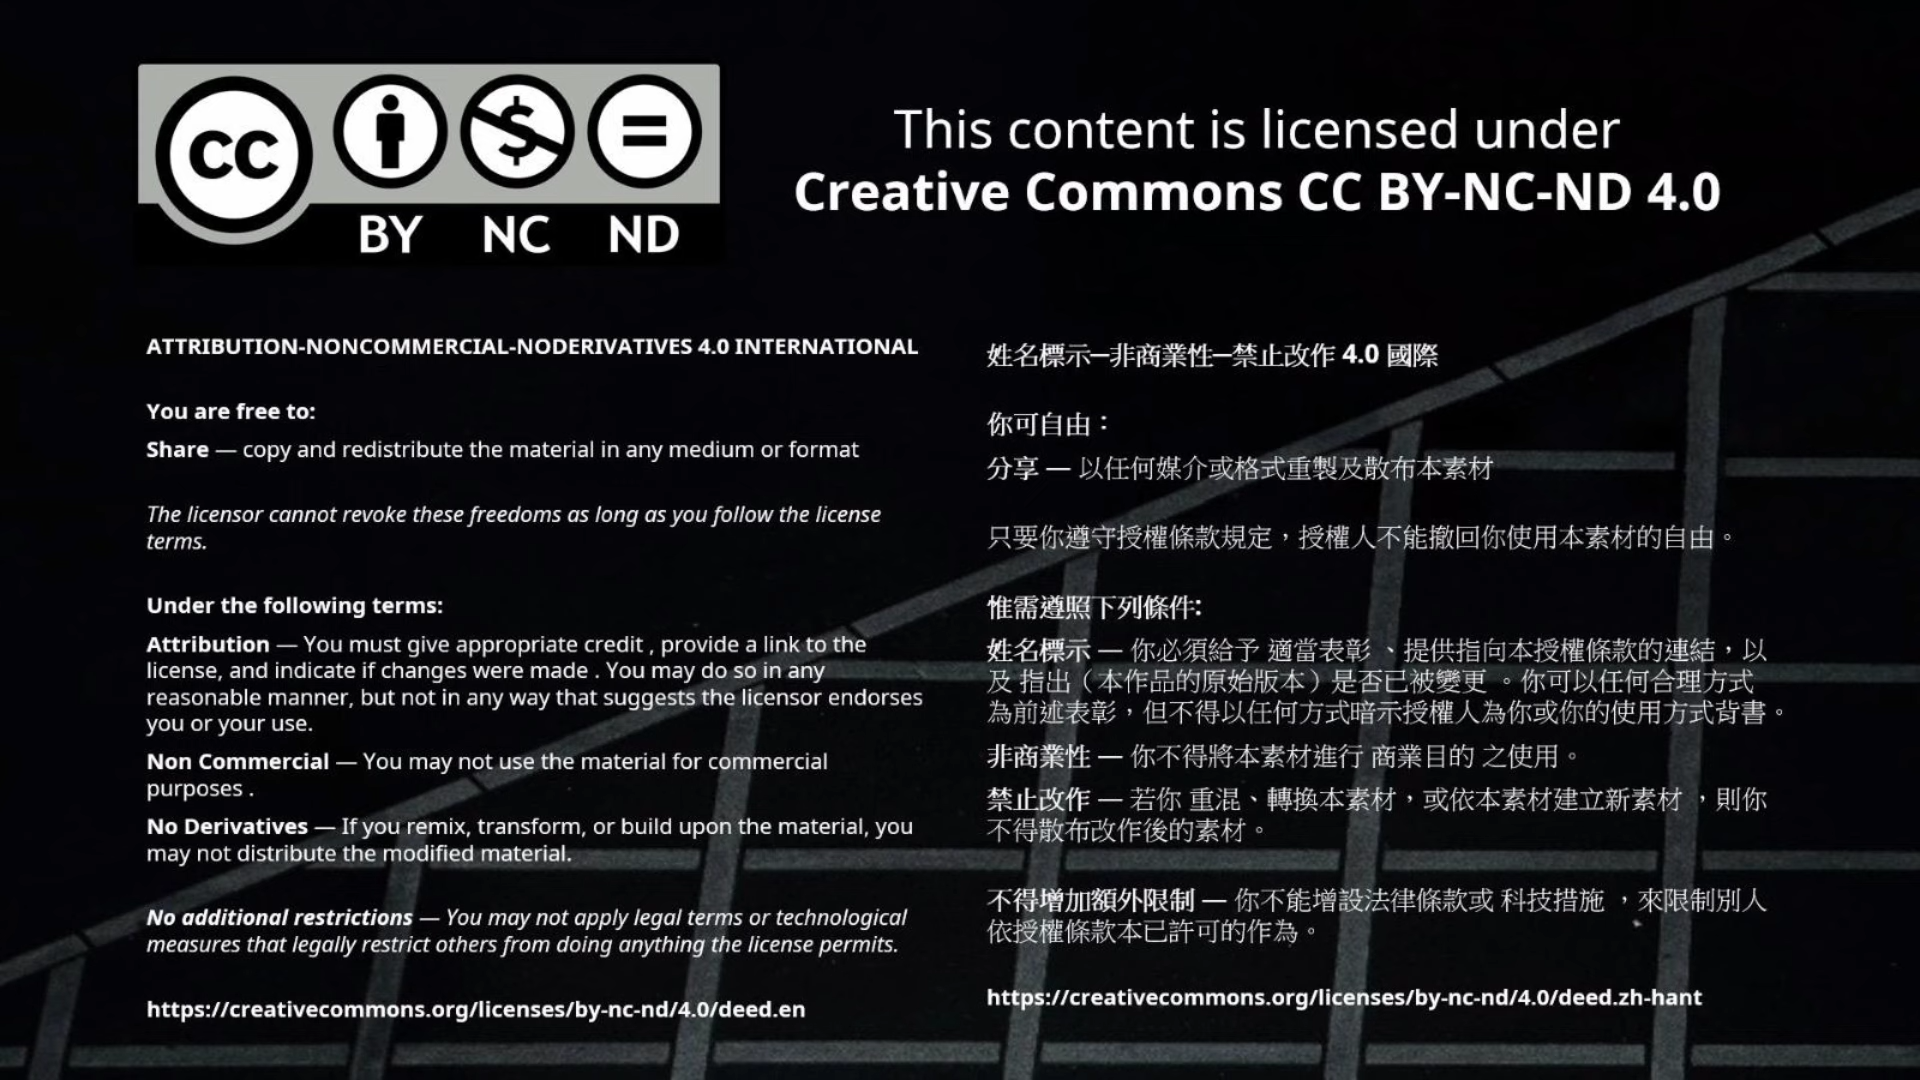 cc
BY NC ND
This content is licensed under
Creative Commons CC BY-NC-ND 4.0
ATTRIBUTION-NONCOMMERCIAL-NODERIVATIVES 4.0 INTERNATIONAL
You are free to:
Share — copy and redistribute the material in any medium or format
The licensor cannot revoke these freedoms as long as you follow the license
terms.
Under the following terms:
Attribution — You must give appropriate credit , provide a link to the
license, and indicate if changes were made . You may do so in any
reasonable manner, but not in any way that suggests the licensor endorses
you or your use.
Non Commercial — You may not use the material for commercial
purposes .
No Derivatives — If you remix, transform, or build upon the material, you
may not distribute the modified material.
No additional restrictions — You may not apply legal terms or technological
measures that legally restrict others from doing anything the license permits.
https://creativecommons.org/licenses/by-nc-nd/4.0/deed.en
姓名標示─非商業性─禁止改作 4.0 國際
你可自由：
分享 — 以任何媒介或格式重製及散布本素材
只要你遵守授權條款規定，授權人不能撤回你使用本素材的自由。
惟需遵照下列條件:
姓名標示 — 你必須給予 適當表彰 、提供指向本授權條款的連結，以
及 指出（本作品的原始版本）是否已被變更 。你可以任何合理方式
為前述表彰，但不得以任何方式暗示授權人為你或你的使用方式背書。
非商業性 — 你不得將本素材進行 商業目的 之使用。
禁止改作 — 若你 重混、轉換本素材，或依本素材建立新素材 ，則你
不得散布改作後的素材。
不得增加額外限制 — 你不能增設法律條款或 科技措施 ，來限制別人
依授權條款本已許可的作為。
https://creativecommons.org/licenses/by-nc-nd/4.0/deed.zh-hant